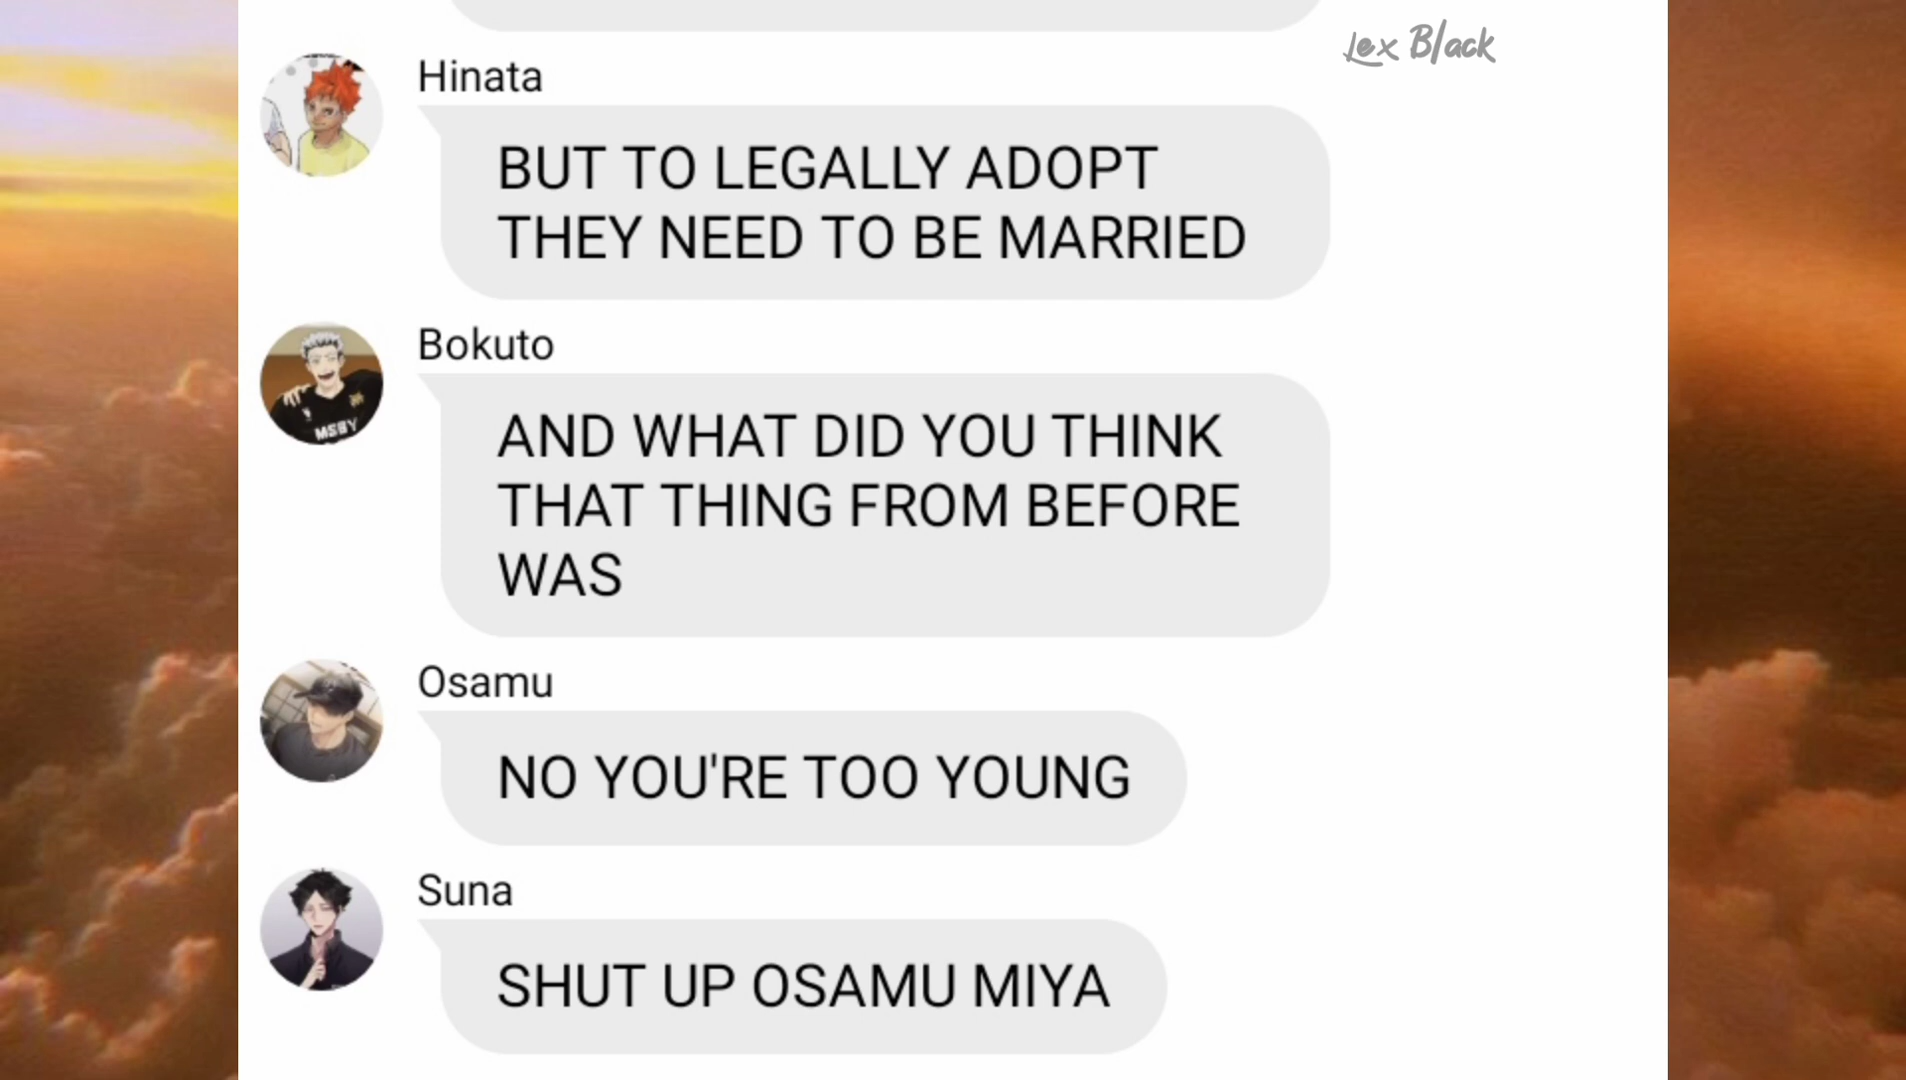 Lex Black
Hinata
BUT TO LEGALLY ADOPT
THEY NEED TO BE MARRIED
Bokuto
MSBY
AND WHAT DID YOU THINK
THAT THING FROM BEFORE
WAS
Osamu
NO YOU'RE TOO YOUNG
Suna
SHUT UP OSAMU MIYA